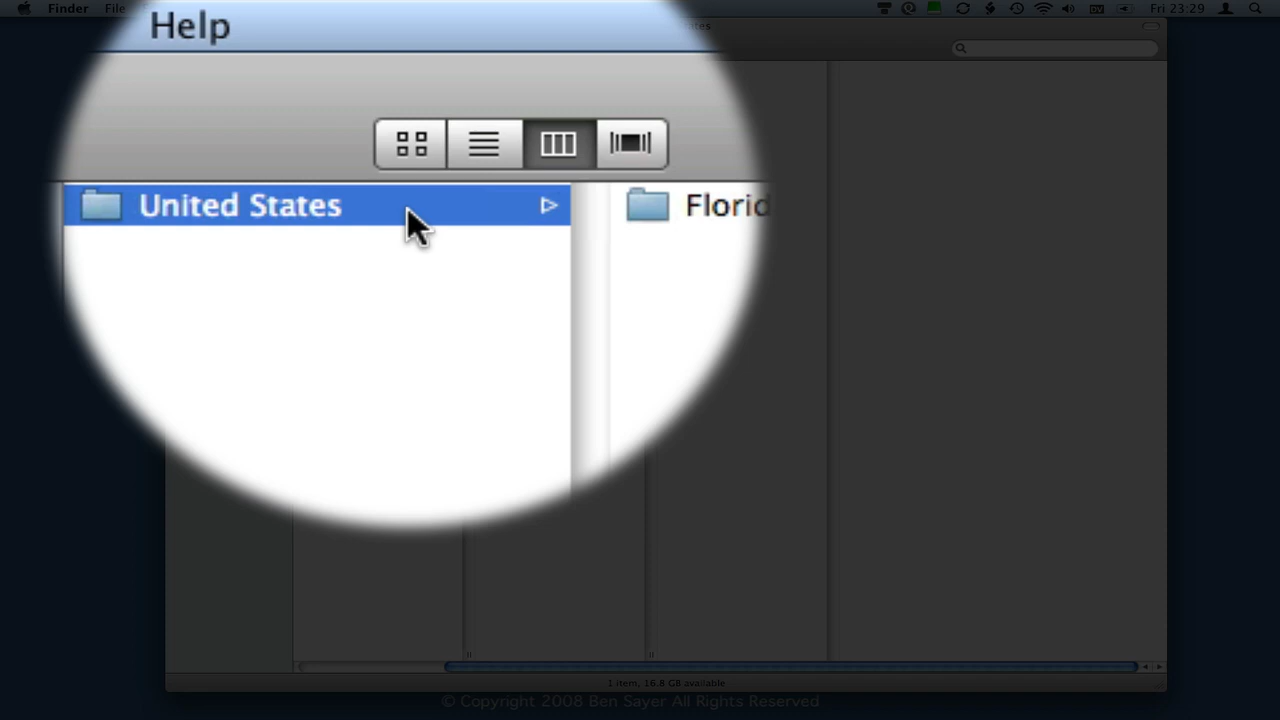 Finder File
Fri 23:29
Help
United States
Florid
1 item, 16.8 GB available
© Copyright 2008 Ben Sayer All Rights Reserved